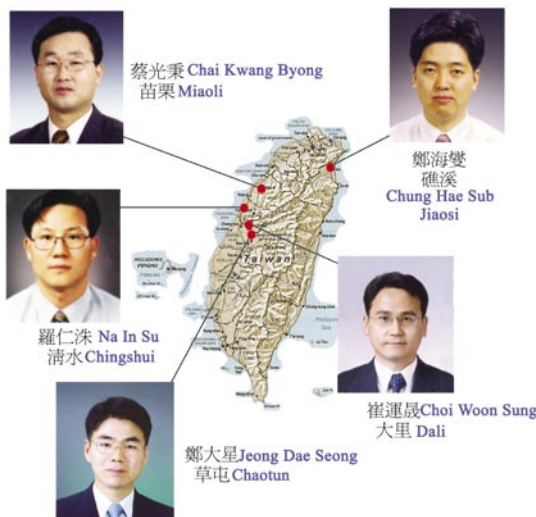 蔡光秉 Chai Kwang Byong
苗栗 Miaoli
鄭海燮
礁溪
Chung Hae Sub
Jiaosi
Taiwan
羅仁洙 Na In Su
淸水 Chingshui
崔運晟 Choi Woon Sung
大里 Dali
鄭大星 Jeong Dae Seong
草屯 Chaotun